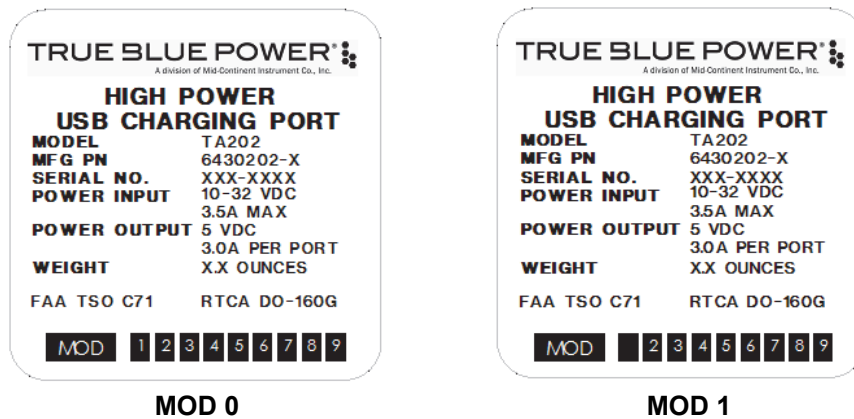 TRUE BLUE POWER®
A division of Mid-Continent Instrument Co., Inc.
HIGH POWER
USB CHARGING PORT
MODEL TA202
MFG PN 6430202-X
SERIAL NO. XXX-XXXX
POWER INPUT 10-32 VDC
3.5A MAX
POWER OUTPUT 5 VDC
3.0A PER PORT
WEIGHT X.X OUNCES
FAA TSO C71 RTCA DO-160G
MOD 1 2 3 4 5 6 7 8 9
MOD 0
TRUE BLUE POWER®
A division of Mid-Continent Instrument Co., Inc.
HIGH POWER
USB CHARGING PORT
MODEL TA202
MFG PN 6430202-X
SERIAL NO. XXX-XXXX
POWER INPUT 10-32 VDC
3.5A MAX
POWER OUTPUT 5 VDC
3.0A PER PORT
WEIGHT X.X OUNCES
FAA TSO C71 RTCA DO-160G
MOD 2 3 4 5 6 7 8 9
MOD 1